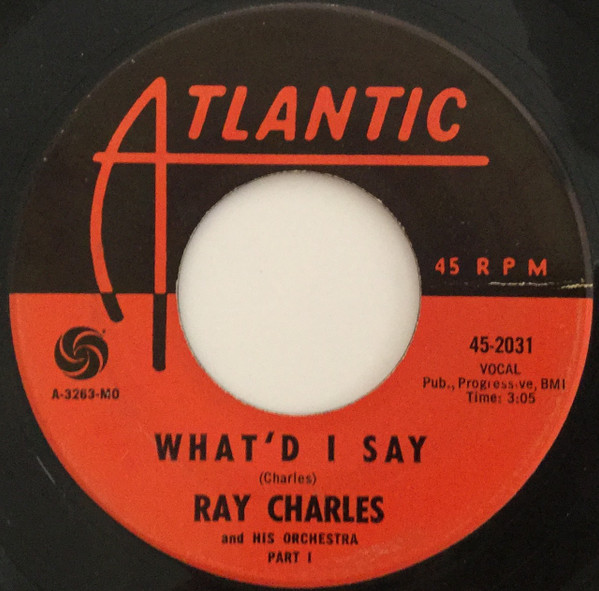 ATLANTIC
45 RPM
45-2031
VOCAL
Pub., Progressive, BMI
Time: 3:05
A-3263-MO
WHAT'D I SAY
(Charles)
RAY CHARLES
and HIS ORCHESTRA
PART I